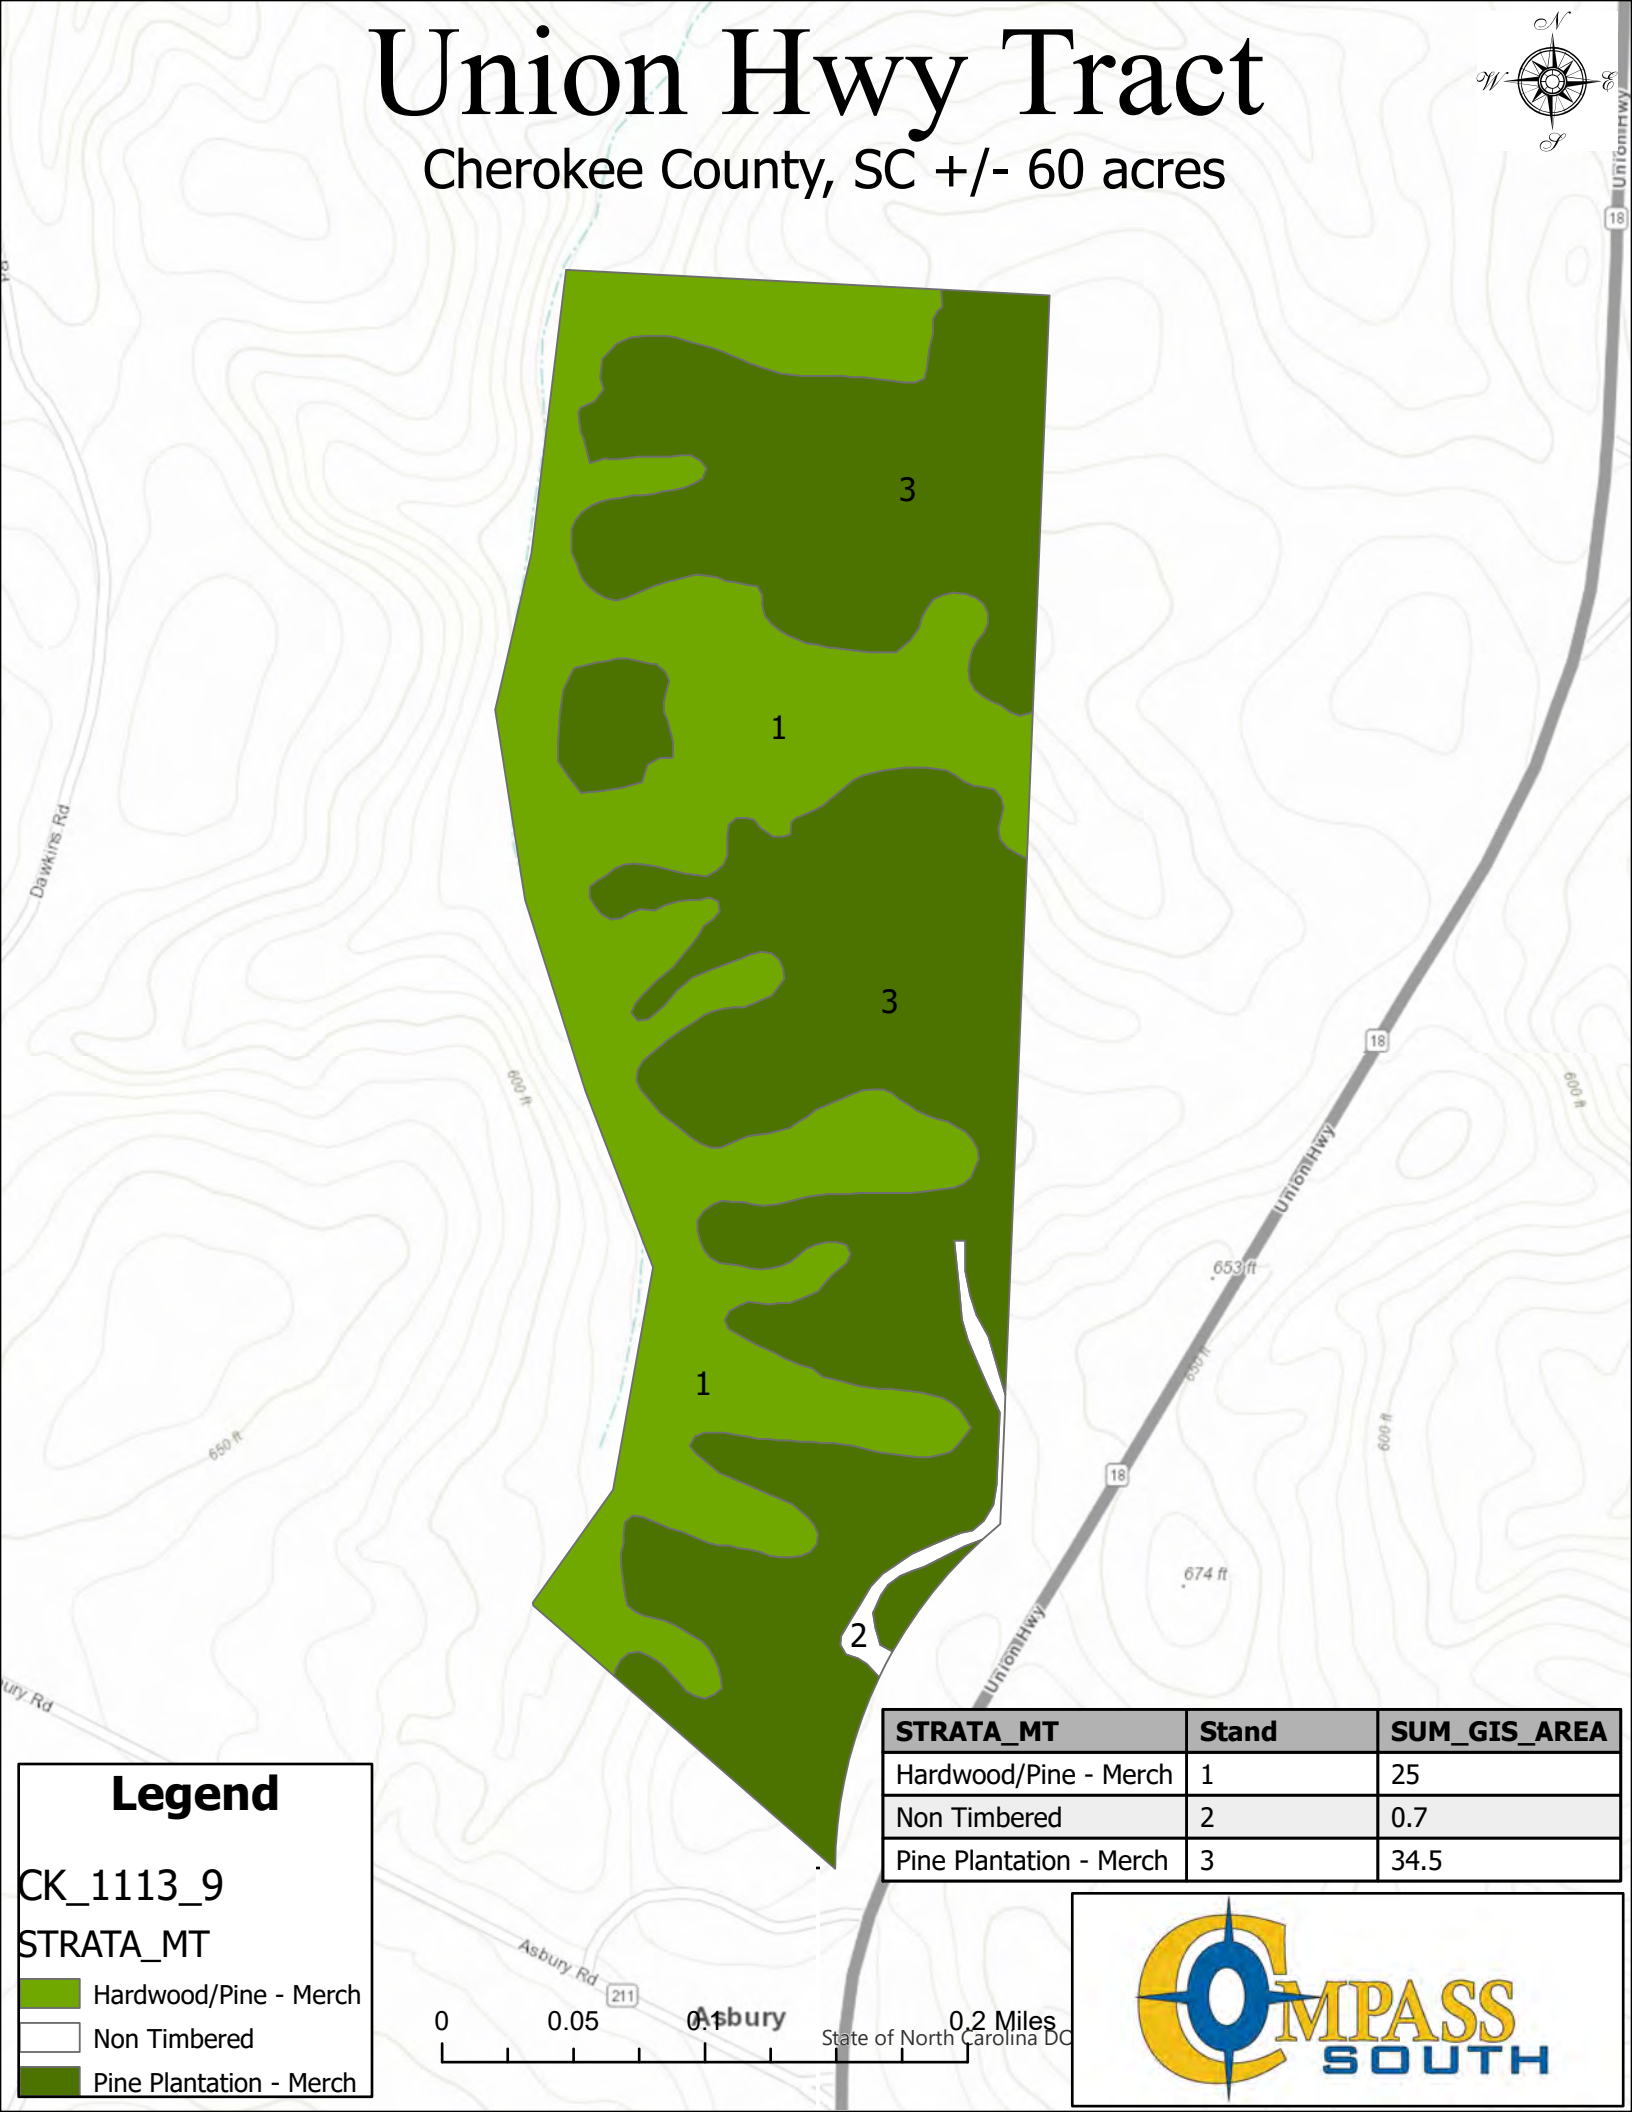 Union Hwy Tract
Cherokee County, SC +/- 60 acres
N
W E
S
Union Hwy
18
3
1
Dawkins Rd
3
18
600 ft
600 ft
Union Hwy
653 ft
650 ft
1
600 ft
650 ft
18
674 ft
2
Union Hwy
ury Rd
STRATA_MT Stand SUM_GIS_AREA
Hardwood/Pine - Merch 1 25
Non Timbered 2 0.7
Pine Plantation - Merch 3 34.5
Legend
CK_1113_9
STRATA_MT
Hardwood/Pine - Merch
Non Timbered
Pine Plantation - Merch
Asbury Rd
211
Asbury
0 0.05 0.1 0.2 Miles
State of North Carolina DO
COMPASS
SOUTH